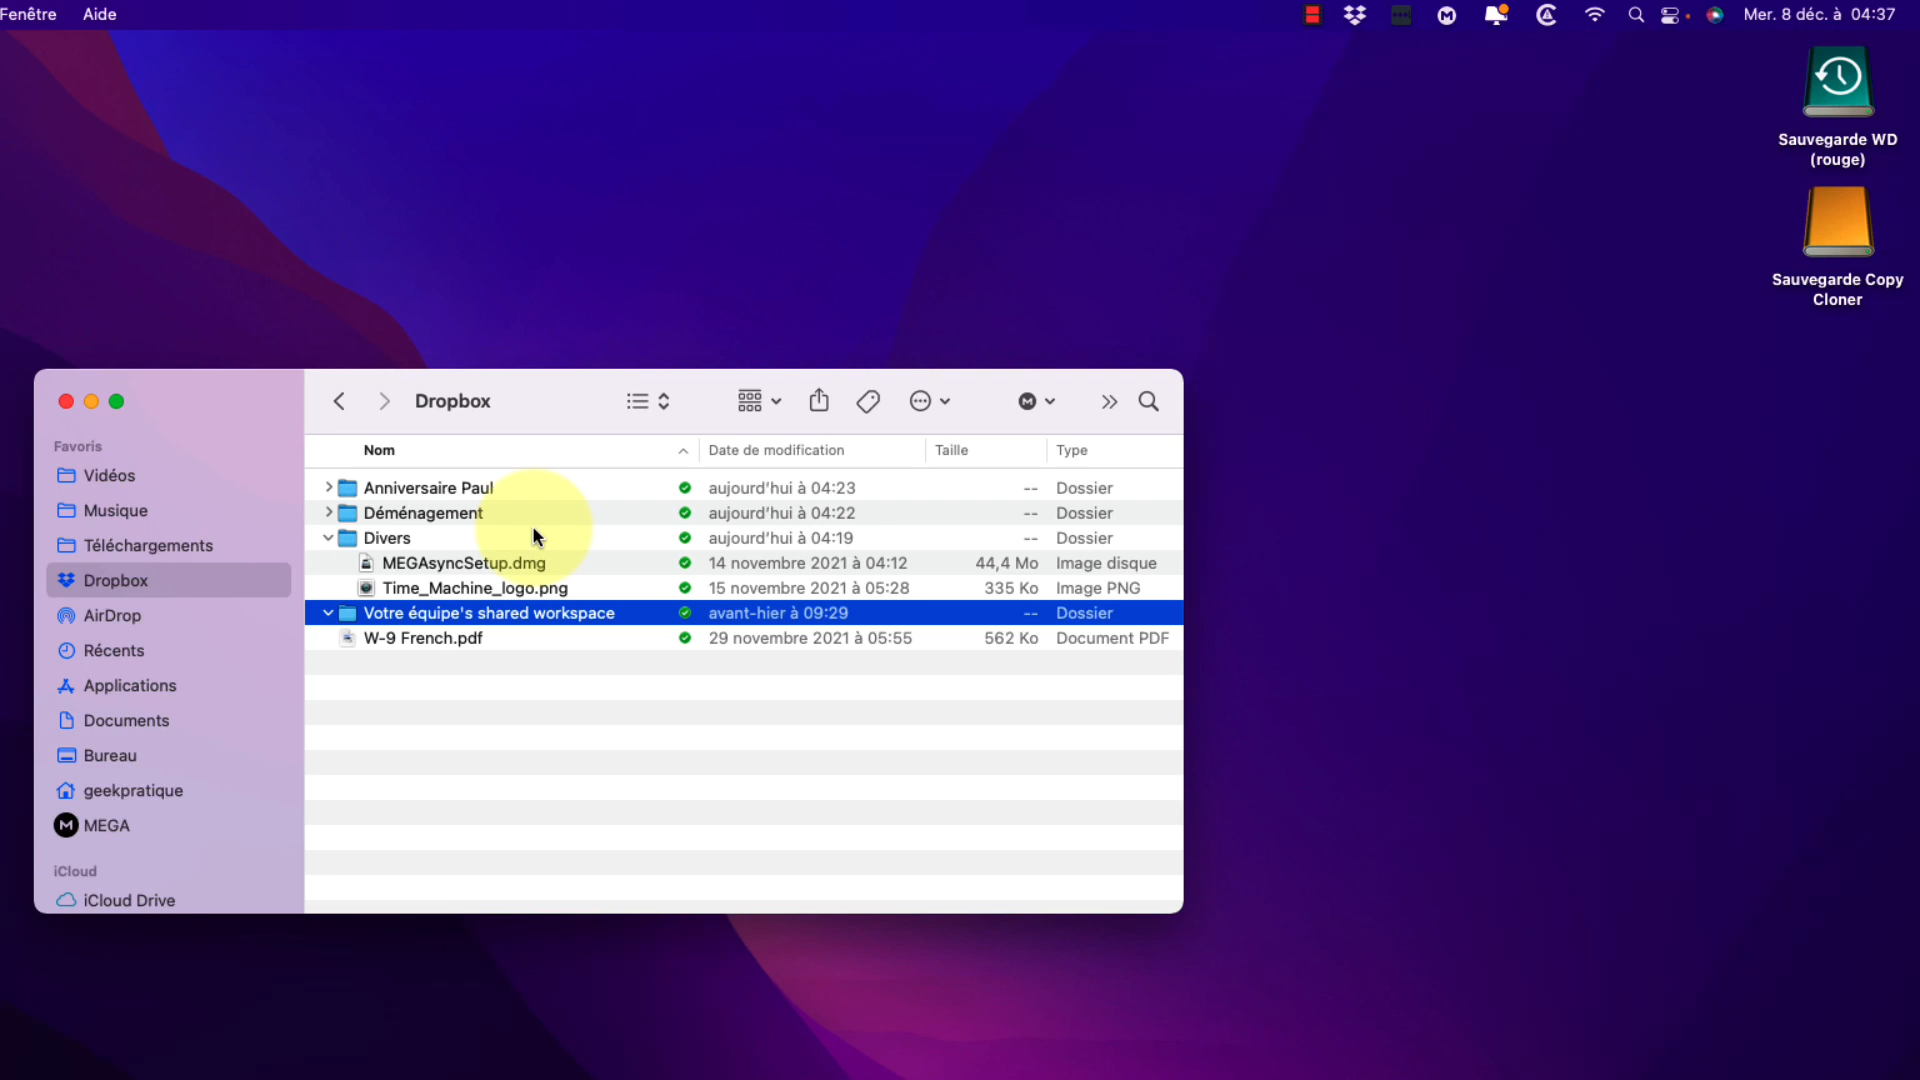 Fenêtre Aide Mer. 8 déc. à 04:37
Sauvegarde WD
(rouge)
Sauvegarde Copy
Cloner
Dropbox
Favoris
Vidéos
Musique
Téléchargements
Dropbox
AirDrop
Récents
Applications
Documents
Bureau
geekpratique
MEGA
iCloud
iCloud Drive
Nom Date de modification Taille Type
Anniversaire Paul aujourd'hui à 04:23 -- Dossier
Déménagement aujourd'hui à 04:22 -- Dossier
Divers aujourd'hui à 04:19 -- Dossier
MEGAsyncSetup.dmg 14 novembre 2021 à 04:12 44,4 Mo Image disque
Time_Machine_logo.png 15 novembre 2021 à 05:28 335 Ko Image PNG
Votre équipe's shared workspace avant-hier à 09:29 -- Dossier
W-9 French.pdf 29 novembre 2021 à 05:55 562 Ko Document PDF